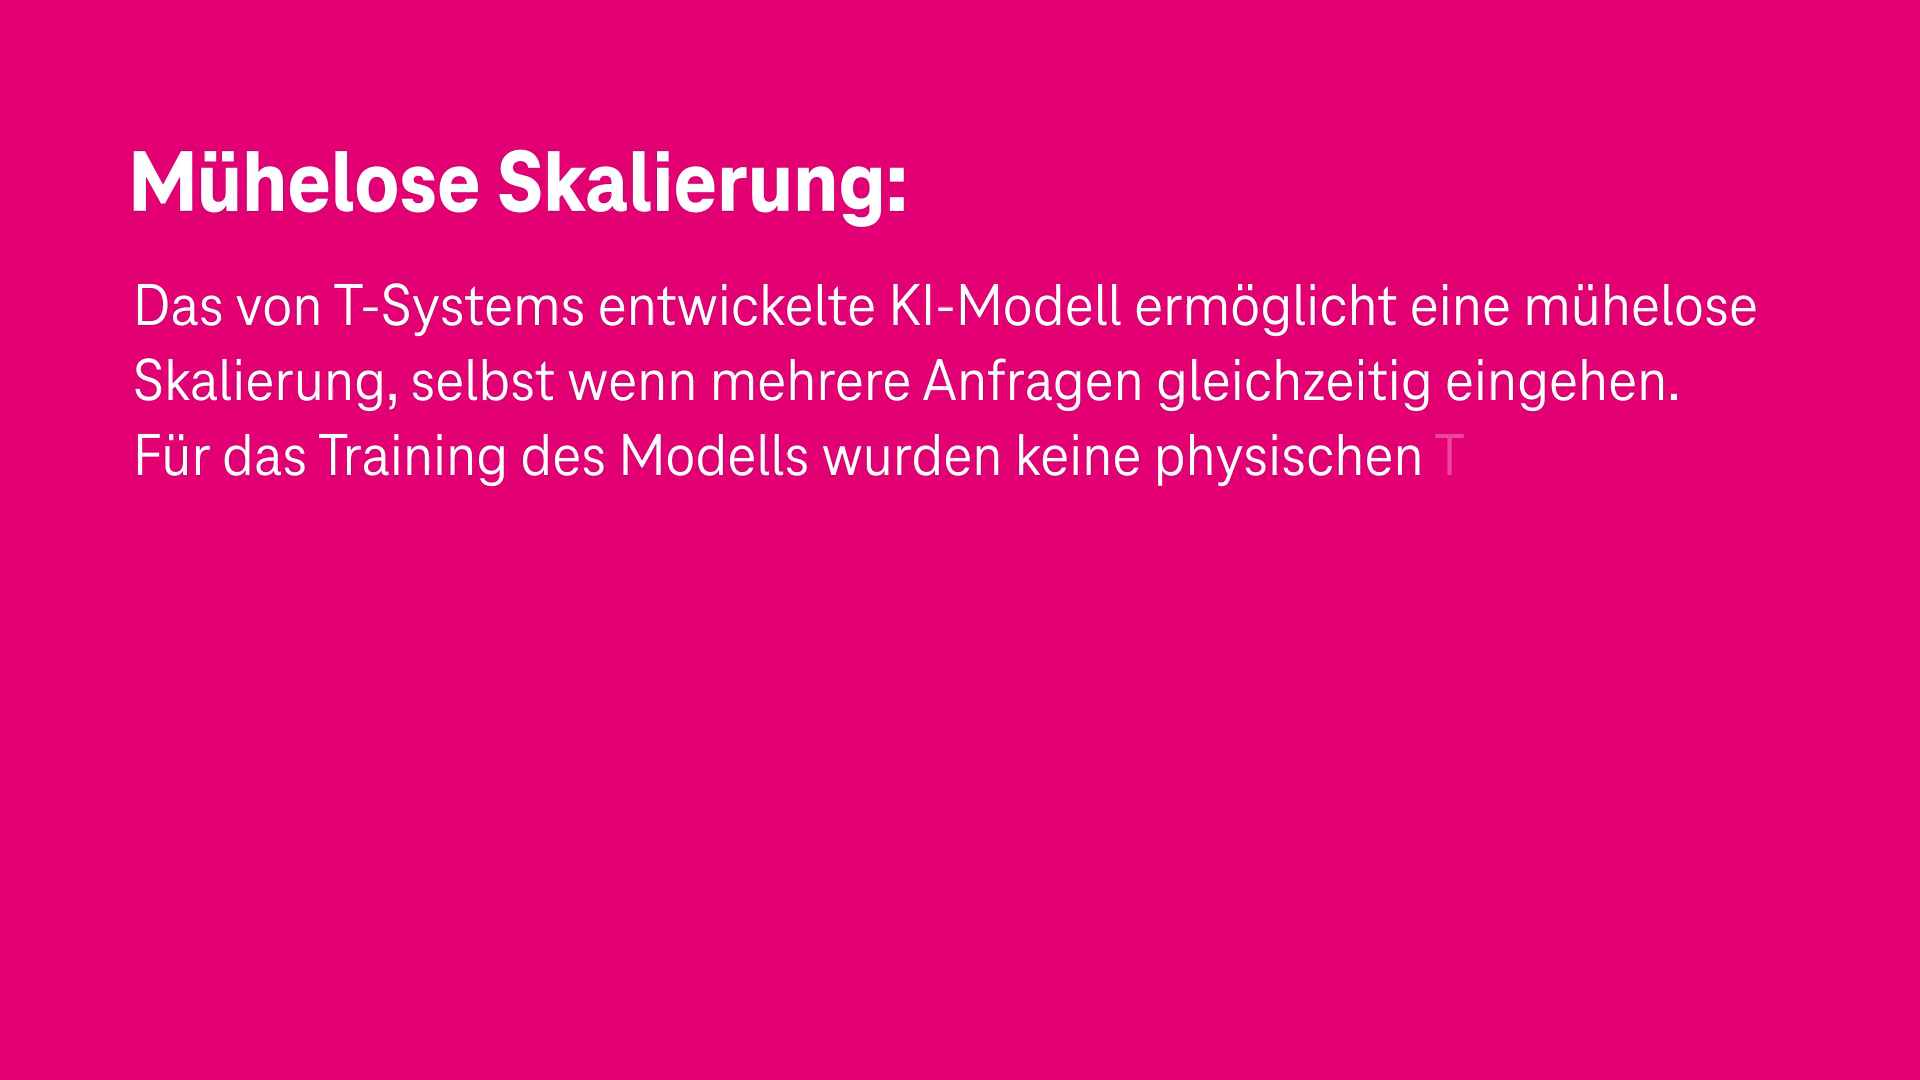 Mühelose Skalierung:
Das von T-Systems entwickelte KI-Modell ermöglicht eine mühelose
Skalierung, selbst wenn mehrere Anfragen gleichzeitig eingehen.
Für das Training des Modells wurden keine physischen T